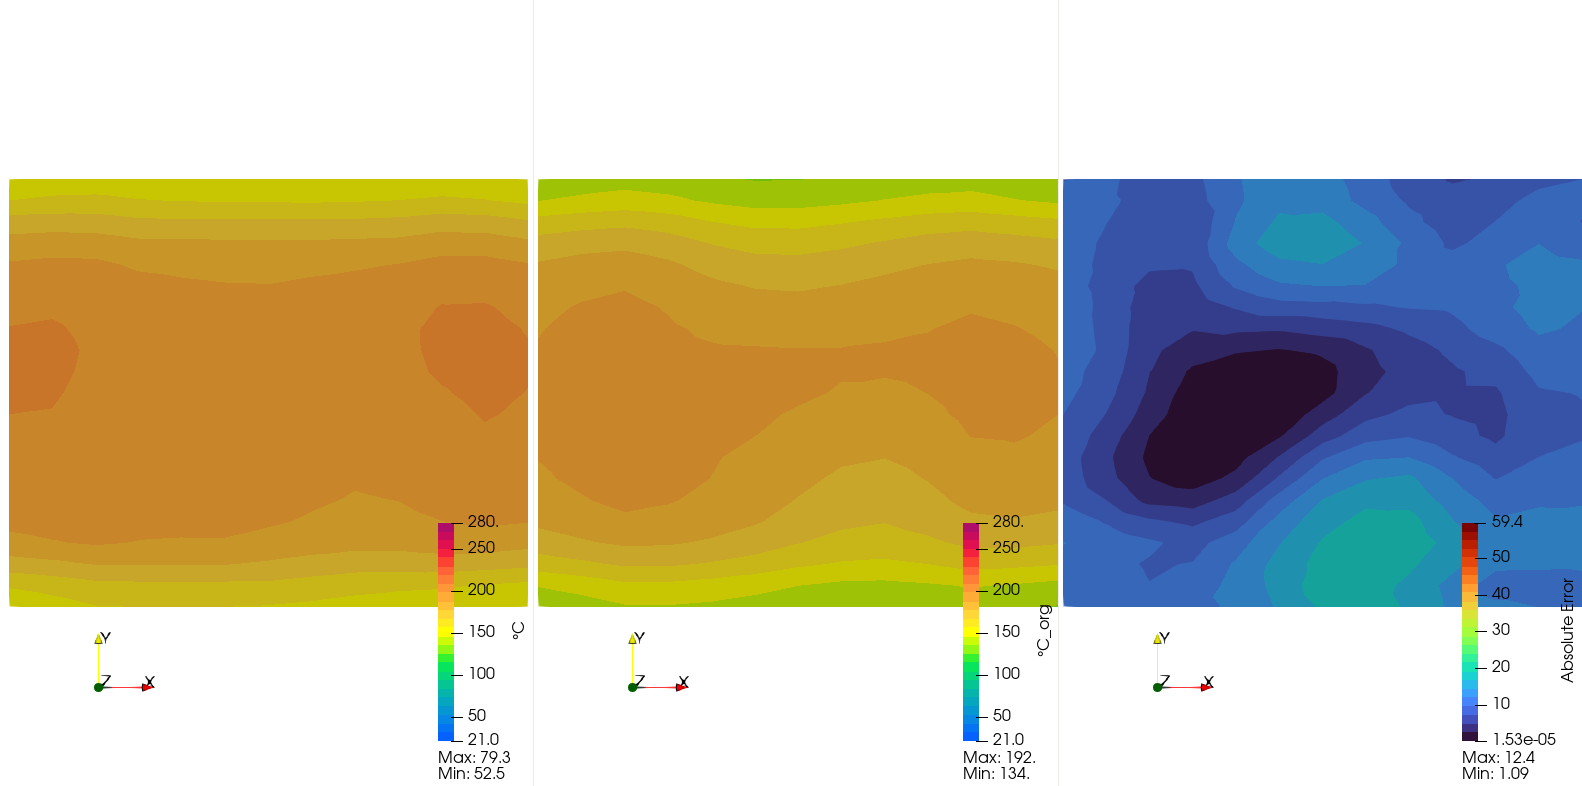 280.
250
200
150
100
50
21.0
°C
Max: 79.3
Min: 52.5
Y
Z
X
280.
250
200
150
100
50
21.0
°C_org
Max: 192.
Min: 134.
Y
Z
X
59.4
50
40
30
20
10
1.53e-05
Absolute Error
Max: 12.4
Min: 1.09
Y
Z
X